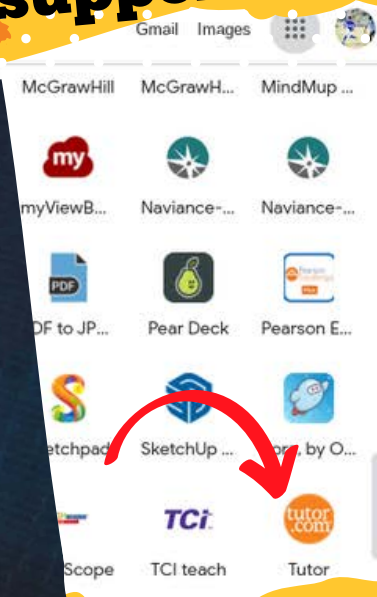 suppo
Gmail Images
McGrawHill McGrawH... MindMup ...
my
myViewB... Naviance-... Naviance-...
PDF
DF to JP... Pear Deck Pearson E...
etchpad SketchUp ... by O...
TCi
tutor
.com
Scope TCI teach Tutor